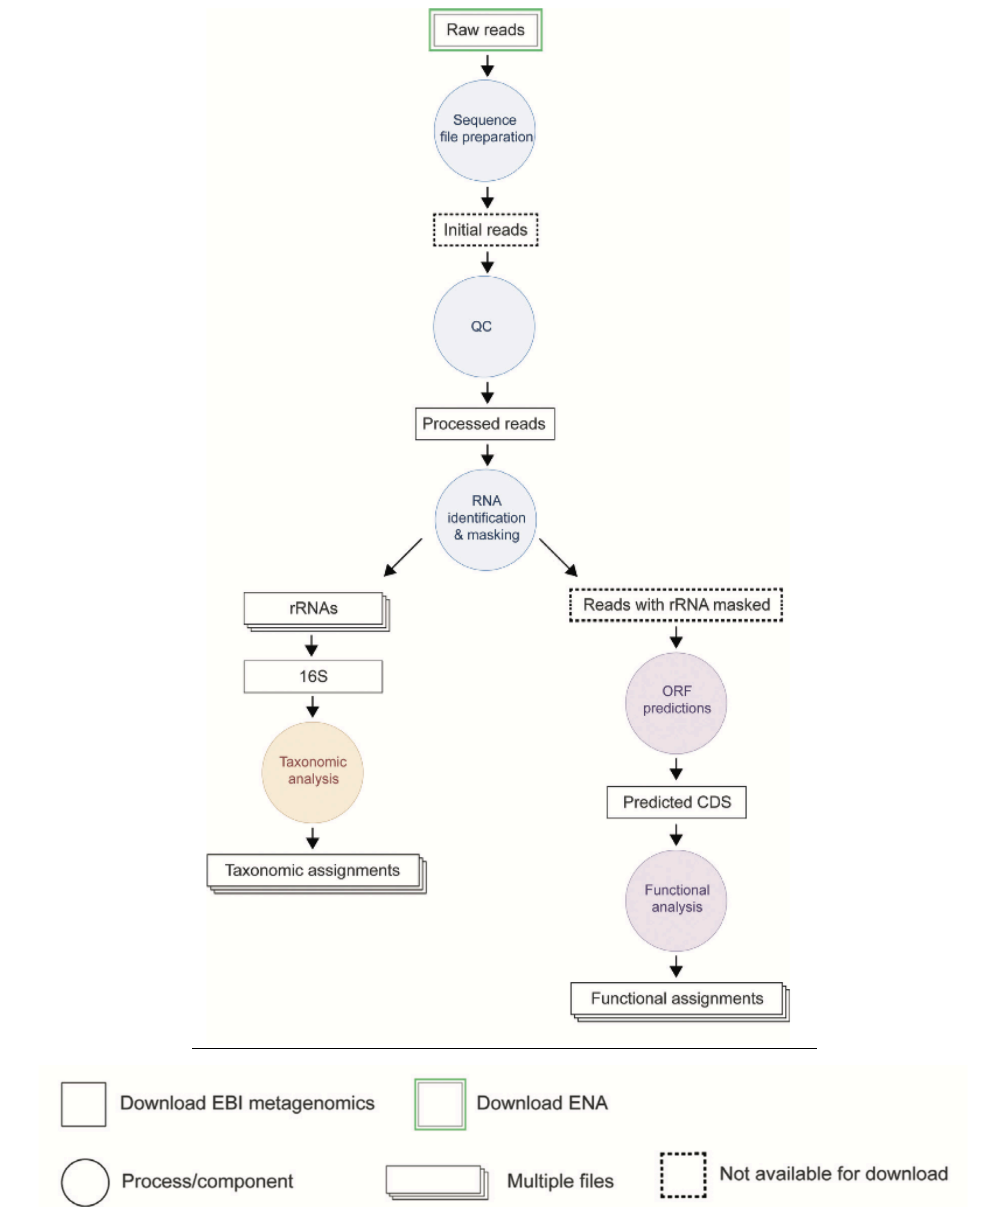 Raw reads
Sequence
file preparation
Initial reads
QC
Processed reads
RNA
identification
& masking
rRNAs
Reads with rRNA masked
16S
ORF
predictions
Taxonomic
analysis
Predicted CDS
Taxonomic assignments
Functional
analysis
Functional assignments
Download EBI metagenomics
Download ENA
Process/component
Multiple files
Not available for download